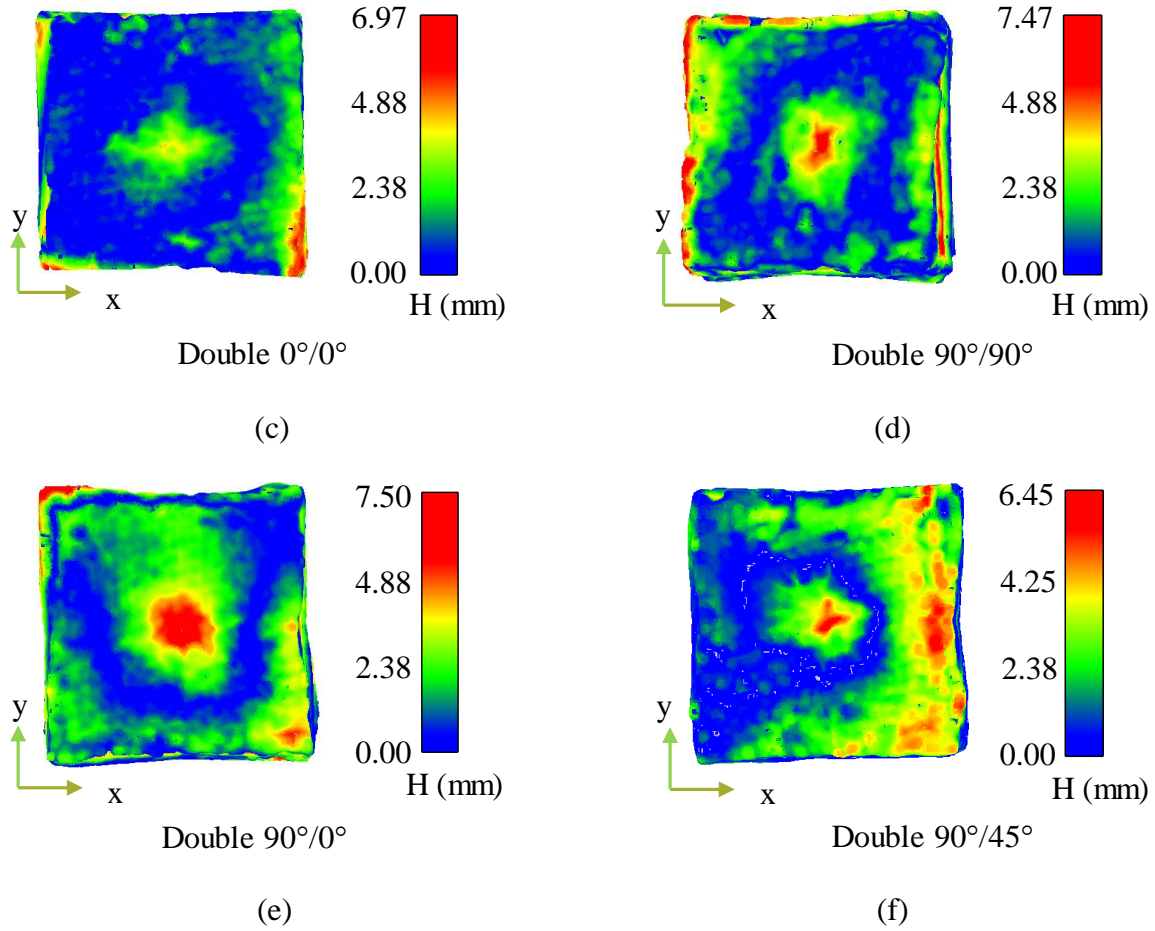 6.97
4.88
2.38
0.00
H (mm)
y
x
Double 0°/0°
(c)
7.47
4.88
2.38
0.00
H (mm)
y
x
Double 90°/90°
(d)
7.50
4.88
2.38
0.00
H (mm)
y
x
Double 90°/0°
(e)
6.45
4.25
2.38
0.00
H (mm)
y
x
Double 90°/45°
(f)